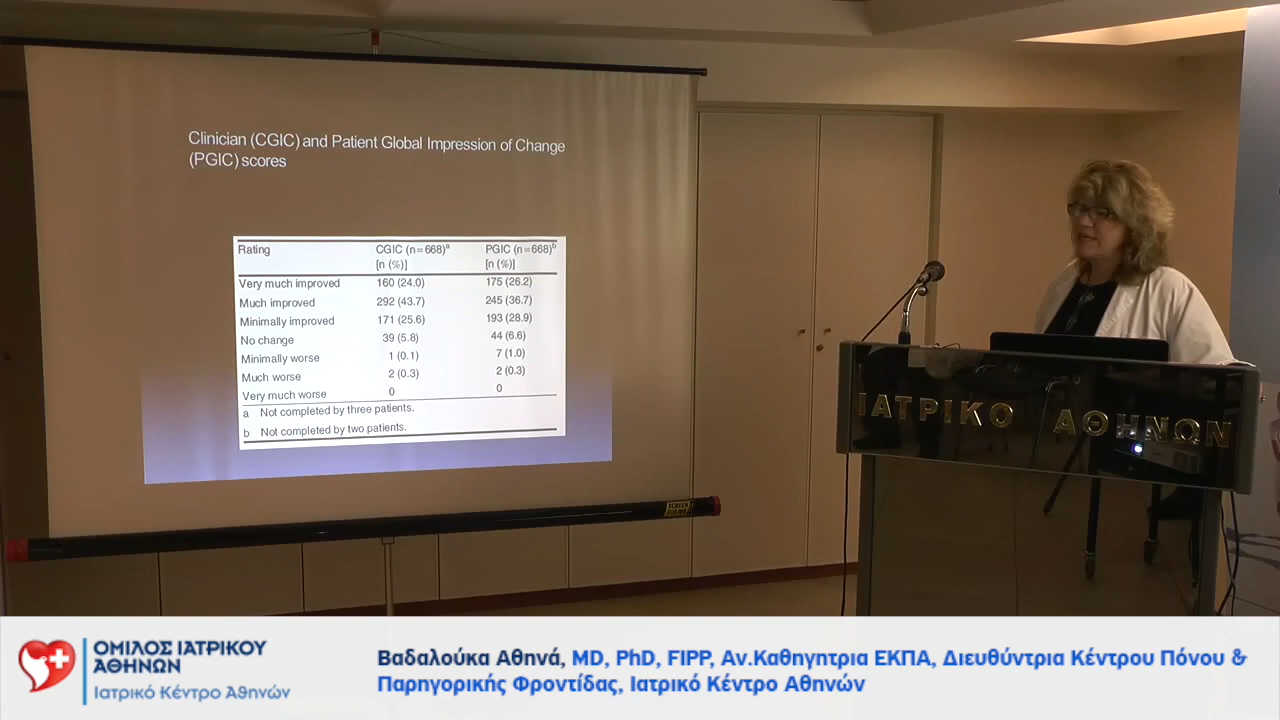 Clinician (CGIC) and Patient Global Impression of Change
(PGIC) scores
Rating CGIC (n=668)a PGIC (n=668)b
[n (%)] [n (%)]
Very much improved 160 (24.0) 175 (26.2)
Much improved 292 (43.7) 245 (36.7)
Minimally improved 171 (25.6) 193 (28.9)
No change 39 (5.8) 44 (6.6)
Minimally worse 1 (0.1) 7 (1.0)
Much worse 2 (0.3) 2 (0.3)
Very much worse 0 0
a Not completed by three patients.
b Not completed by two patients.
ΙΑΤΡΙΚΟ ΑΘΗΝΩΝ
ΟΜΙΛΟΣ ΙΑΤΡΙΚΟΥ
ΑΘΗΝΩΝ
Ιατρικό Κέντρο Αθηνών
Βαδαλούκα Αθηνά, MD, PhD, FIPP, Αν.Καθηγητρια ΕΚΠΑ, Διευθύντρια Κέντρου Πόνου &
Παρηγορικής Φροντίδας, Ιατρικό Κέντρο Αθηνών